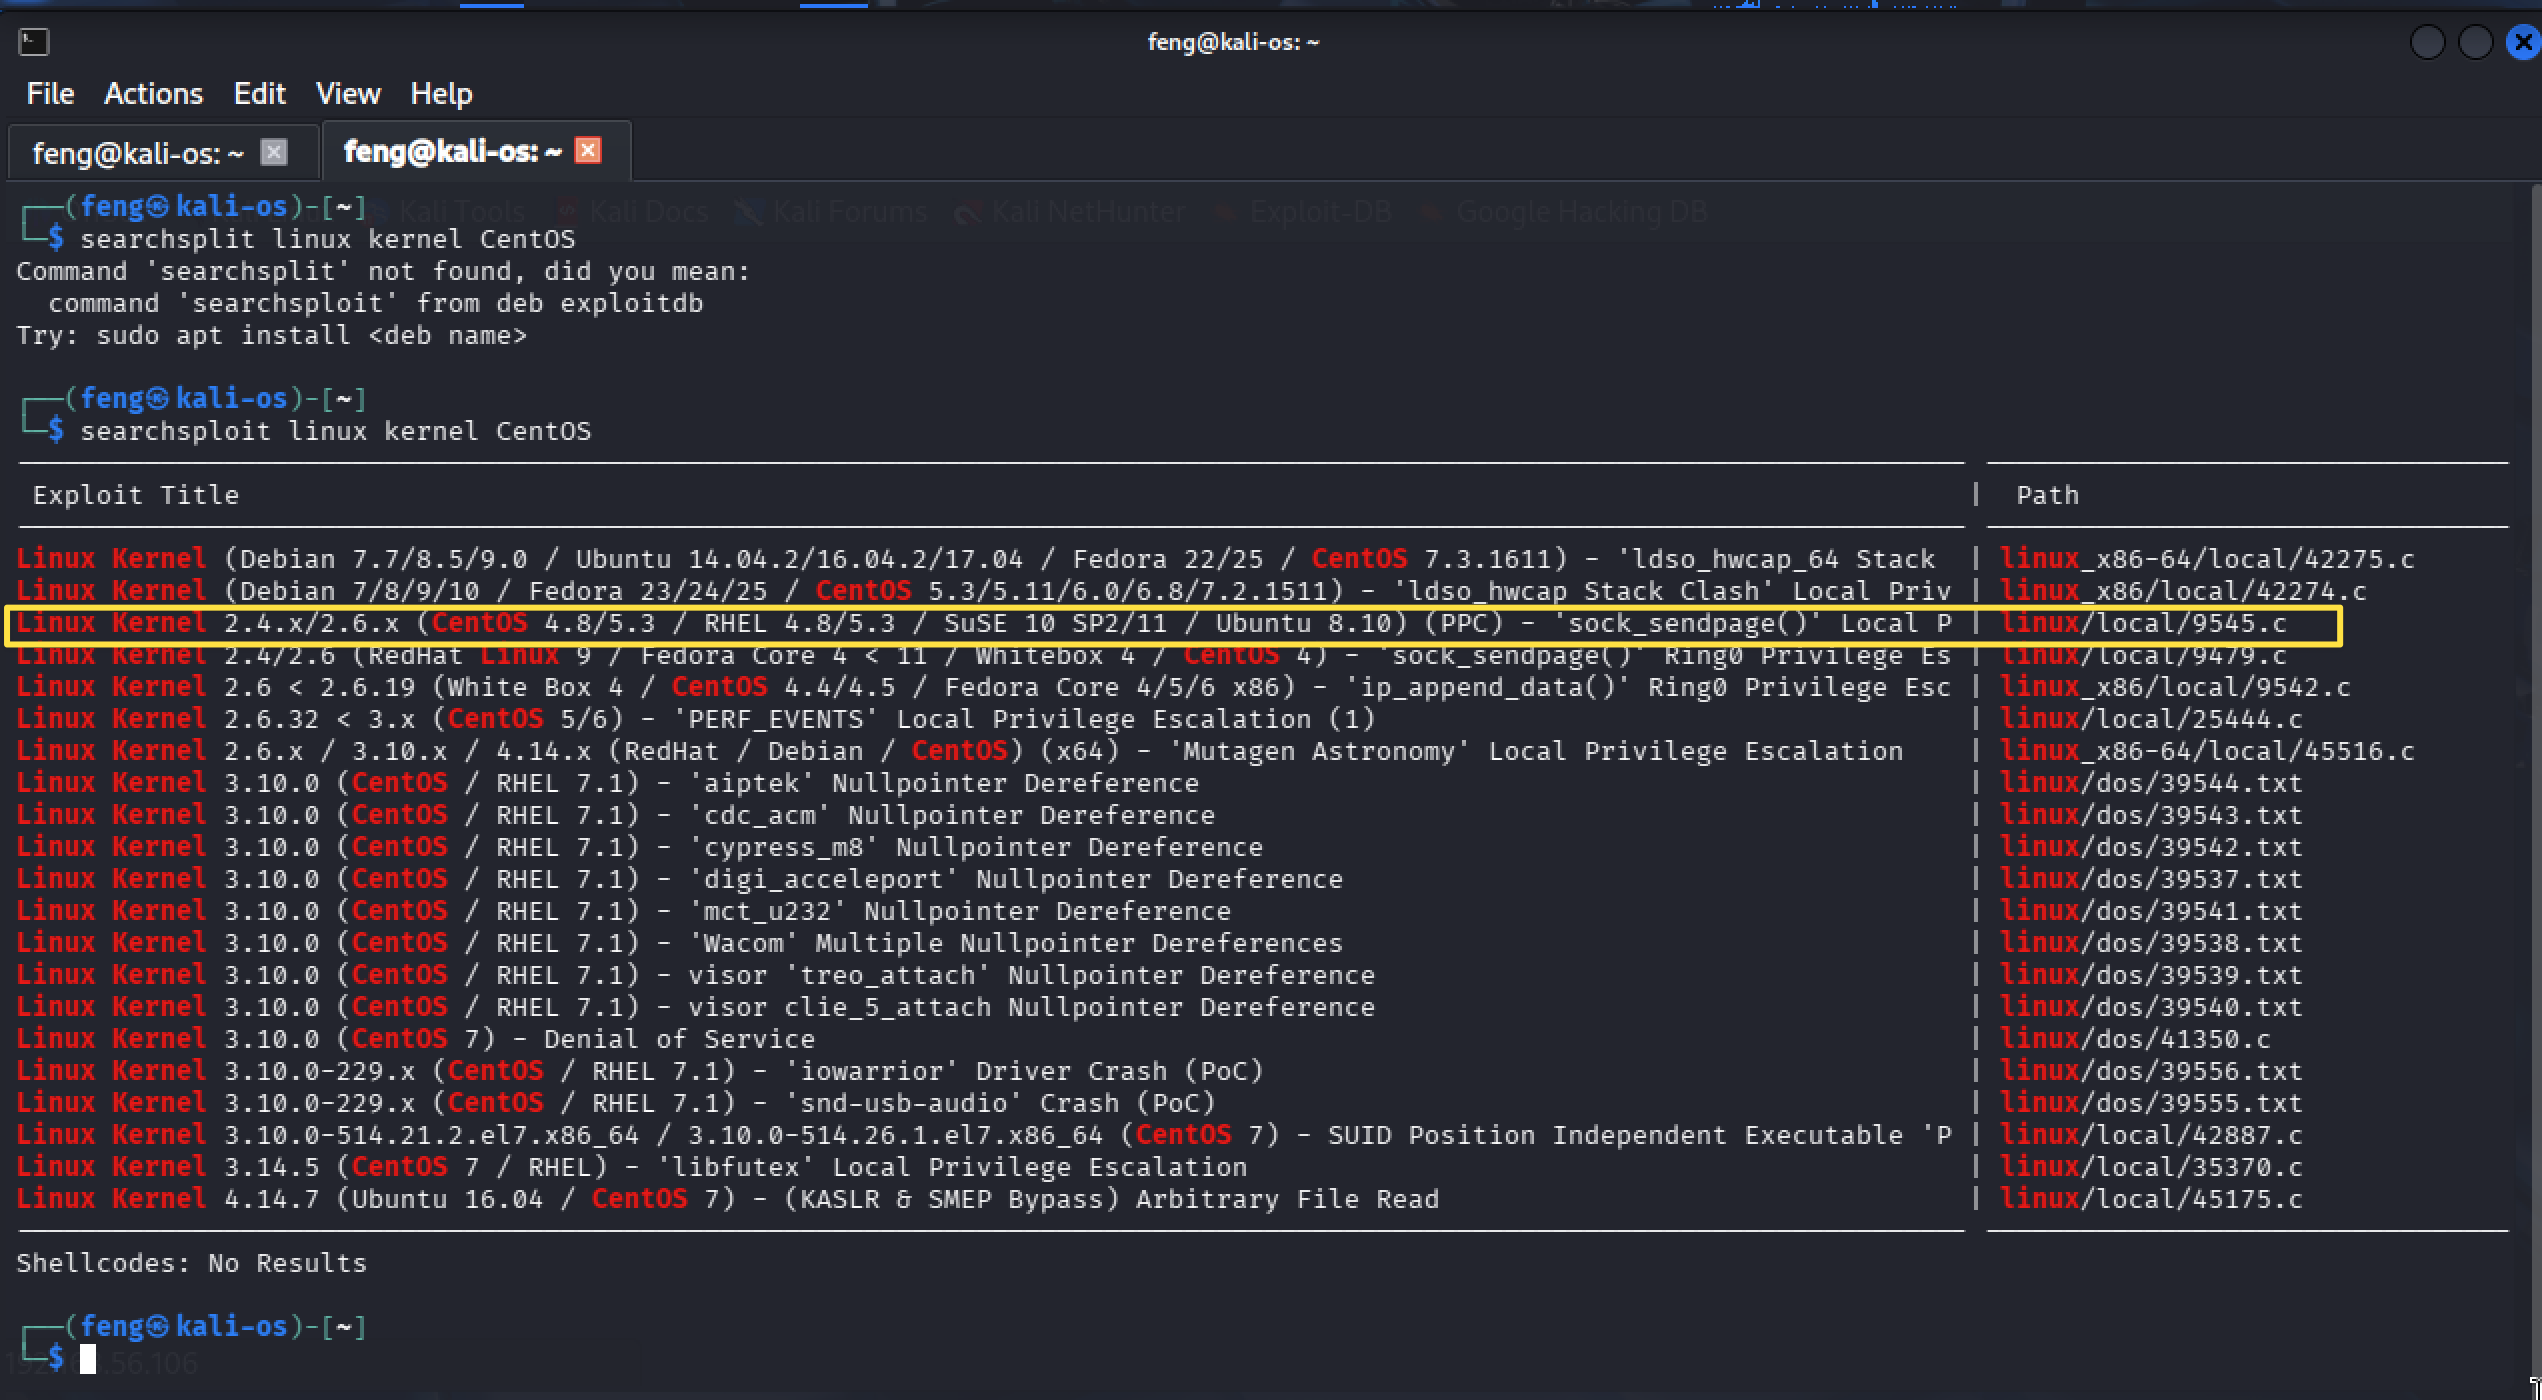 feng@kali-os: ~
File Actions Edit View Help
feng@kali-os: ~ feng@kali-os: ~
┌──(feng㉿kali-os)-[~]
Kali Tools Kali Docs Kali Forums Kali NetHunter Exploit-DB Google Hacking DB
└─$ searchsplit linux kernel CentOS
Command 'searchsplit' not found, did you mean:
  command 'searchsploit' from deb exploitdb
Try: sudo apt install <deb name>
┌──(feng㉿kali-os)-[~]
└─$ searchsploit linux kernel CentOS
Exploit Title | Path
Linux Kernel (Debian 7.7/8.5/9.0 / Ubuntu 14.04.2/16.04.2/17.04 / Fedora 22/25 / CentOS 7.3.1611) - 'ldso_hwcap_64 Stack | linux_x86-64/local/42275.c
Linux Kernel (Debian 7/8/9/10 / Fedora 23/24/25 / CentOS 5.3/5.11/6.0/6.8/7.2.1511) - 'ldso_hwcap Stack Clash' Local Priv | linux_x86/local/42274.c
Linux Kernel 2.4.x/2.6.x (CentOS 4.8/5.3 / RHEL 4.8/5.3 / SuSE 10 SP2/11 / Ubuntu 8.10) (PPC) - 'sock_sendpage()' Local P | linux/local/9545.c
Linux Kernel 2.4/2.6 (RedHat Linux 9 / Fedora Core 4 < 11 / Whitebox 4 / CentOS 4) - 'sock_sendpage()' Ring0 Privilege Es | linux/local/9479.c
Linux Kernel 2.6 < 2.6.19 (White Box 4 / CentOS 4.4/4.5 / Fedora Core 4/5/6 x86) - 'ip_append_data()' Ring0 Privilege Esc | linux_x86/local/9542.c
Linux Kernel 2.6.32 < 3.x (CentOS 5/6) - 'PERF_EVENTS' Local Privilege Escalation (1) | linux/local/25444.c
Linux Kernel 2.6.x / 3.10.x / 4.14.x (RedHat / Debian / CentOS) (x64) - 'Mutagen Astronomy' Local Privilege Escalation | linux_x86-64/local/45516.c
Linux Kernel 3.10.0 (CentOS / RHEL 7.1) - 'aiptek' Nullpointer Dereference | linux/dos/39544.txt
Linux Kernel 3.10.0 (CentOS / RHEL 7.1) - 'cdc_acm' Nullpointer Dereference | linux/dos/39543.txt
Linux Kernel 3.10.0 (CentOS / RHEL 7.1) - 'cypress_m8' Nullpointer Dereference | linux/dos/39542.txt
Linux Kernel 3.10.0 (CentOS / RHEL 7.1) - 'digi_acceleport' Nullpointer Dereference | linux/dos/39537.txt
Linux Kernel 3.10.0 (CentOS / RHEL 7.1) - 'mct_u232' Nullpointer Dereference | linux/dos/39541.txt
Linux Kernel 3.10.0 (CentOS / RHEL 7.1) - 'Wacom' Multiple Nullpointer Dereferences | linux/dos/39538.txt
Linux Kernel 3.10.0 (CentOS / RHEL 7.1) - visor 'treo_attach' Nullpointer Dereference | linux/dos/39539.txt
Linux Kernel 3.10.0 (CentOS / RHEL 7.1) - visor clie_5_attach Nullpointer Dereference | linux/dos/39540.txt
Linux Kernel 3.10.0 (CentOS 7) - Denial of Service | linux/dos/41350.c
Linux Kernel 3.10.0-229.x (CentOS / RHEL 7.1) - 'iowarrior' Driver Crash (PoC) | linux/dos/39556.txt
Linux Kernel 3.10.0-229.x (CentOS / RHEL 7.1) - 'snd-usb-audio' Crash (PoC) | linux/dos/39555.txt
Linux Kernel 3.10.0-514.21.2.el7.x86_64 / 3.10.0-514.26.1.el7.x86_64 (CentOS 7) - SUID Position Independent Executable 'P | linux/local/42887.c
Linux Kernel 3.14.5 (CentOS 7 / RHEL) - 'libfutex' Local Privilege Escalation | linux/local/35370.c
Linux Kernel 4.14.7 (Ubuntu 16.04 / CentOS 7) - (KASLR & SMEP Bypass) Arbitrary File Read | linux/local/45175.c
Shellcodes: No Results
┌──(feng㉿kali-os)-[~]
└─$